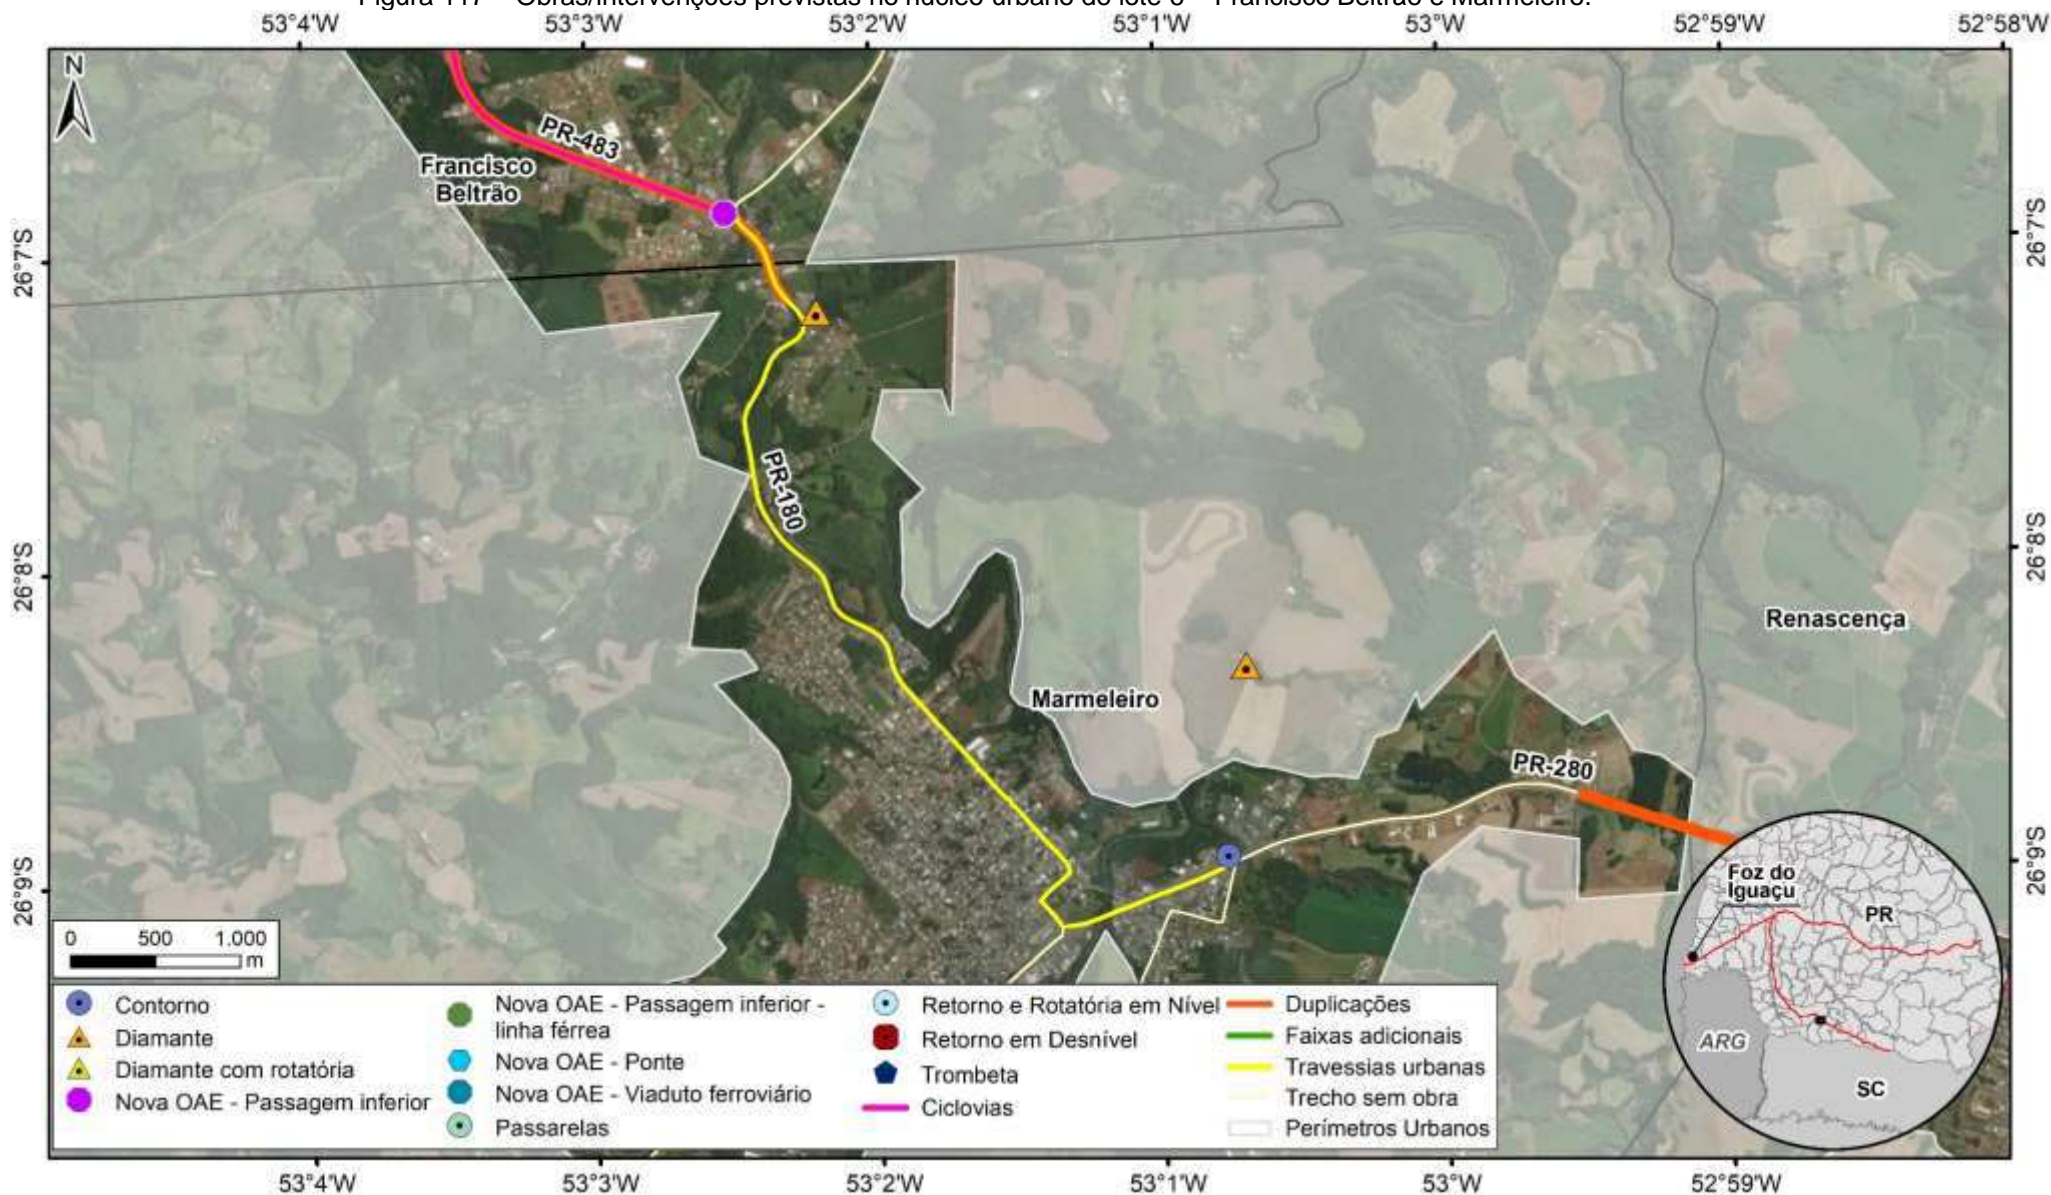 Figura 117 – Obras/intervenções previstas no núcleo urbano do lote 6 – Francisco Beltrão e Marmeleiro.
53°4'W 53°3'W 53°2'W 53°1'W 53°W 52°59'W 52°58'W
N
PR-483
Francisco
Beltrão
26°7'S
26°7'S
PR-180
26°8'S
26°8'S
Renascença
Marmeleiro
PR-280
26°9'S
26°9'S
Foz do
Iguaçu
PR
ARG
SC
0 500 1.000
m
Contorno
Diamante
Diamante com rotatória
Nova OAE - Passagem inferior
Nova OAE - Passagem inferior -
linha férrea
Nova OAE - Ponte
Nova OAE - Viaduto ferroviário
Passarelas
Retorno e Rotatória em Nível
Retorno em Desnível
Trombeta
Ciclovias
Duplicações
Faixas adicionais
Travessias urbanas
Trecho sem obra
Perímetros Urbanos
53°4'W 53°3'W 53°2'W 53°1'W 53°W 52°59'W